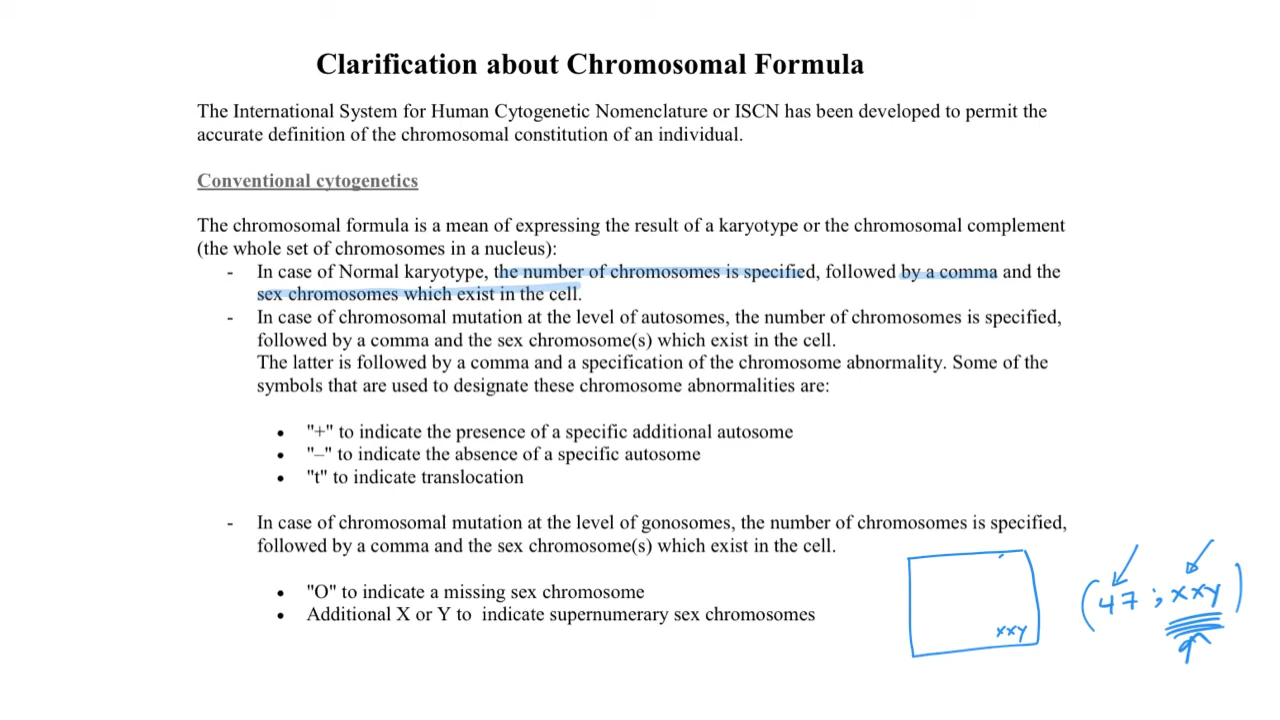 Clarification about Chromosomal Formula
The International System for Human Cytogenetic Nomenclature or ISCN has been developed to permit the
accurate definition of the chromosomal constitution of an individual.
Conventional cytogenetics
The chromosomal formula is a mean of expressing the result of a karyotype or the chromosomal complement
(the whole set of chromosomes in a nucleus):
- In case of Normal karyotype, the number of chromosomes is specified, followed by a comma and the
sex chromosomes which exist in the cell.
- In case of chromosomal mutation at the level of autosomes, the number of chromosomes is specified,
followed by a comma and the sex chromosome(s) which exist in the cell.
The latter is followed by a comma and a specification of the chromosome abnormality. Some of the
symbols that are used to designate these chromosome abnormalities are:
• "+" to indicate the presence of a specific additional autosome
• "–" to indicate the absence of a specific autosome
• "t" to indicate translocation
- In case of chromosomal mutation at the level of gonosomes, the number of chromosomes is specified,
followed by a comma and the sex chromosome(s) which exist in the cell.
• "O" to indicate a missing sex chromosome
• Additional X or Y to indicate supernumerary sex chromosomes
xxy
(47 ; xxy)